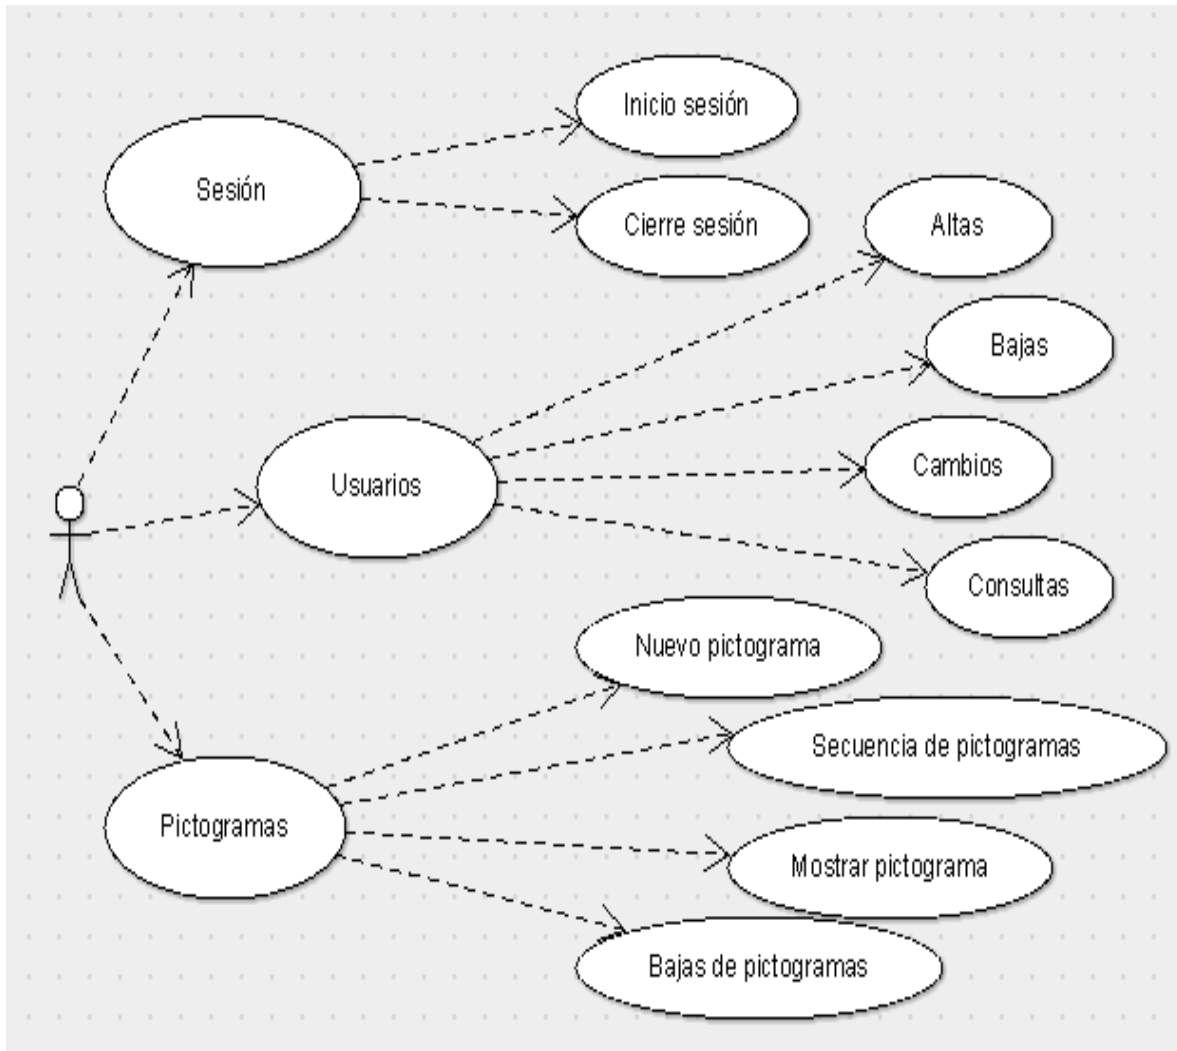 Inicio sesión
Sesión
Cierre sesión
Altas
Bajas
Cambios
Usuarios
Consultas
Nuevo pictograma
Secuencia de pictogramas
Pictogramas
Mostrar pictograma
Bajas de pictogramas